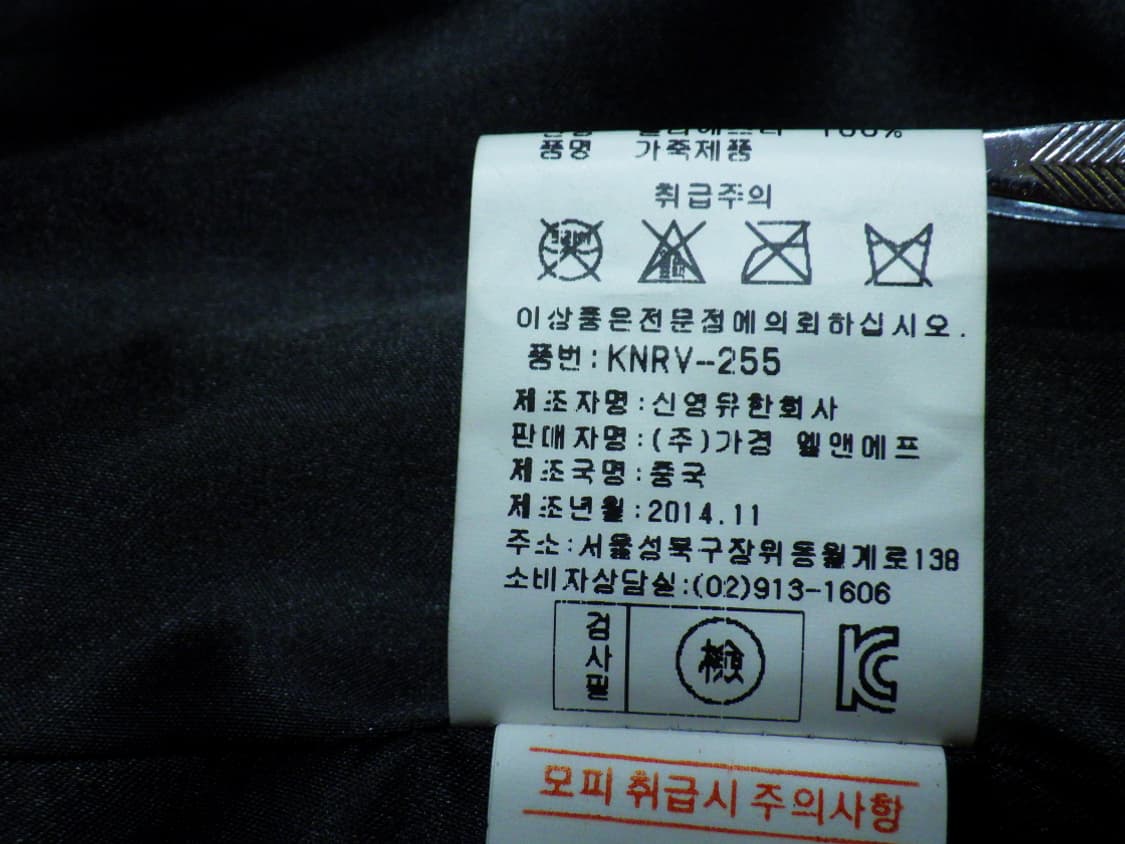 100%
품명 가죽제품
취급주의
이상품은전문점에의뢰하십시오.
품번:KNRV-255
제조자명:신영유한회사
판매자명:(주)가경 엘앤에프
제조국명:중국
제조년월:2014.11
주소:서울성북구장위동월계로138
소비자상담실:(02)913-1606
검사필
檢
KC
모피 취급시 주의사항